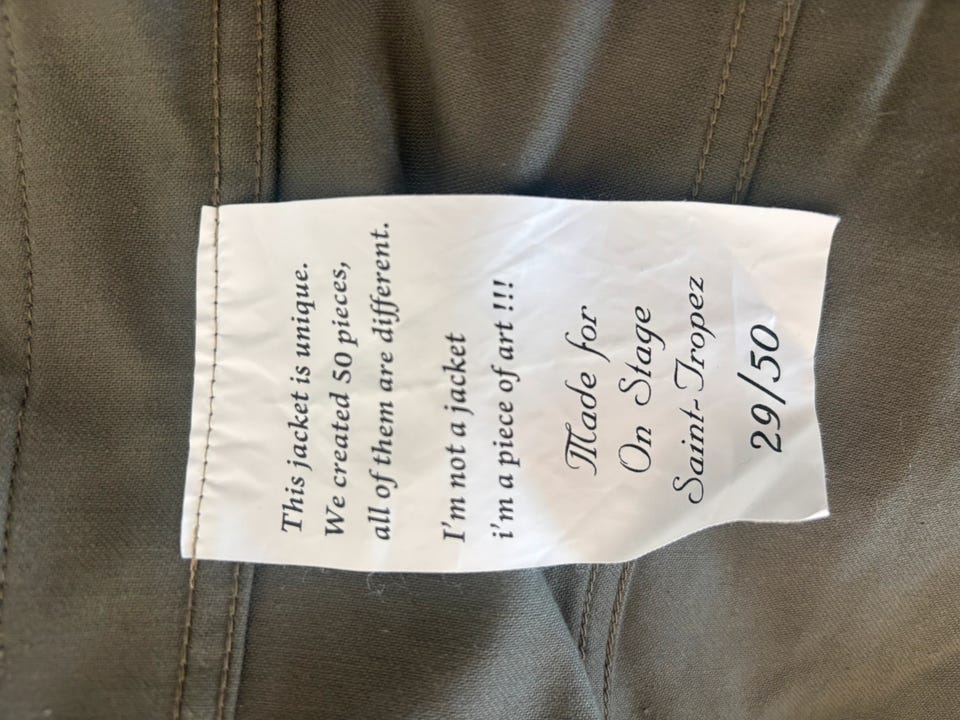 This jacket is unique.
We created 50 pieces,
all of them are different.
I'm not a jacket
i'm a piece of art !!!
Made for
On Stage
Saint-Tropez
29/50